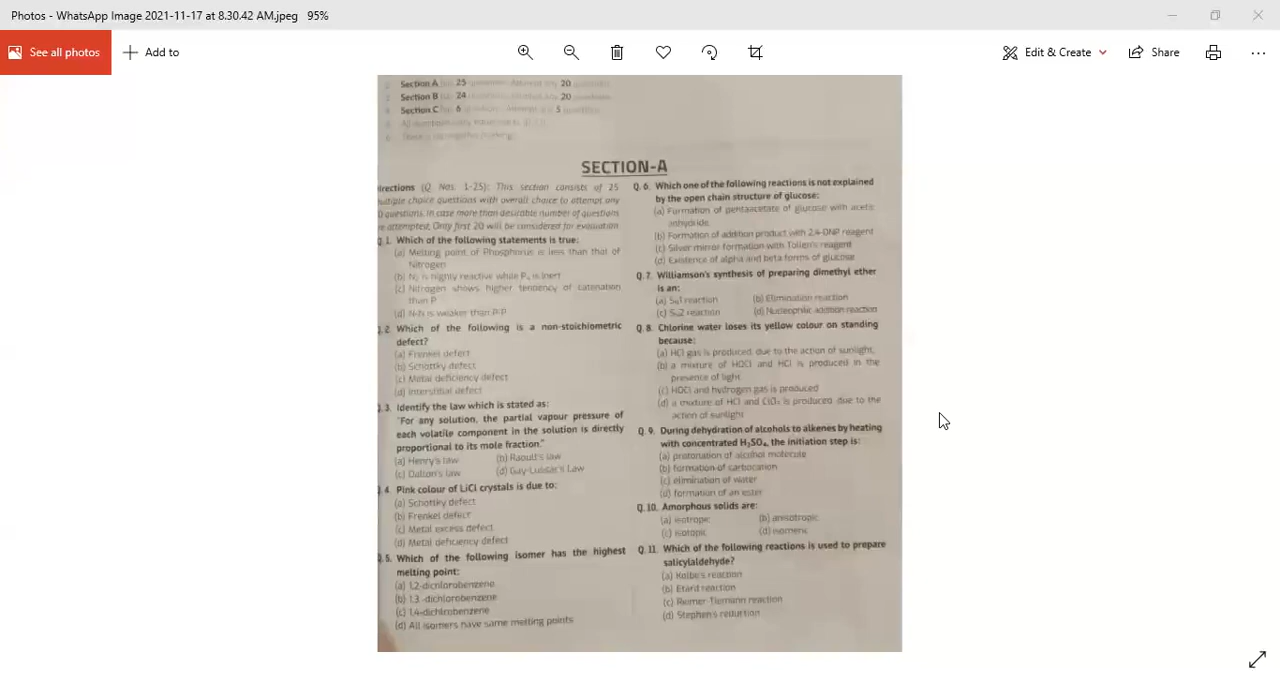 Photos - WhatsApp Image 2021-11-17 at 8.30.42 AM.jpeg 95%
See all photos
Add to
Edit & Create
Share
Section A 25 questions. Attempt any 20
Section B 24 20
Section C 6 5
SECTION-A
irections (Q. Nos. 1-25): This section consists of 25
ultiple choice questions with overall choice to attempt any
0 questions. In case more than desirable number of questions
re attempted, Only first 20 will be considered for evaluation.
Q.1. Which of the following statements is true:
(a) Melting point of Phosphorus is less than that of
Nitrogen
(b) N₂ is highly reactive while P₄ is inert
(c) Nitrogen shows higher tendency of catenation
than P
(d) N-N is weaker than P-P
Q.2. Which of the following is a non-stoichiometric
defect?
(a) Frenkel defect
(b) Schottky defect
(c) Metal deficiency defect
(d) Interstitial defect
Q.3. Identify the law which is stated as:
"For any solution, the partial vapour pressure of
each volatile component in the solution is directly
proportional to its mole fraction."
(a) Henry's law (b) Raoult's law
(c) Dalton's law (d) Gay-Lussac's Law
Q.4. Pink colour of LiCl crystals is due to:
(a) Schottky defect
(b) Frenkel defect
(c) Metal excess defect
(d) Metal deficiency defect
Q.5. Which of the following isomer has the highest
melting point:
(a) 1,2-dicnlorobenzene
(b) 1,3 -dichlorobenzene
(c) 1,4-dichlrobenzene
(d) All isomers have same melting points
Q.6. Which one of the following reactions is not explained
by the open chain structure of glucose:
(a) Formation of pentaacetate of glucose with acetic
anhydride.
(b) Formation of addition product with 2,4-DNP reagent
(c) Silver mirror formation with Tollen's reagent
(d) Existence of alpha and beta forms of glucose
Q.7. Williamson's synthesis of preparing dimethyl ether
is an:
(a) Sɴ1 reaction (b) Elimination reaction
(c) Sɴ2 reaction (d) Nucleophilic addition reaction
Q.8. Chlorine water loses its yellow colour on standing
because:
(a) HCl gas is produced, due to the action of sunlight.
(b) a mixture of HOCl and HCl is produced in the
presence of light
(c) HOCl and hydrogen gas is produced
(d) a mixture of HCl and ClO₃ is produced, due to the
action of sunlight
Q.9. During dehydration of alcohols to alkenes by heating
with concentrated H₂SO₄, the initiation step is:
(a) protonation of alcohol molecule
(b) formation of carbocation
(c) elimination of water
(d) formation of an ester
Q.10. Amorphous solids are:
(a) isotropic (b) anisotropic
(c) isotopic (d) isomeric
Q.11. Which of the following reactions is used to prepare
salicylaldehyde?
(a) Kolbe's reaction
(b) Etard reaction
(c) Reimer-Tiemann reaction
(d) Stephen's reduction